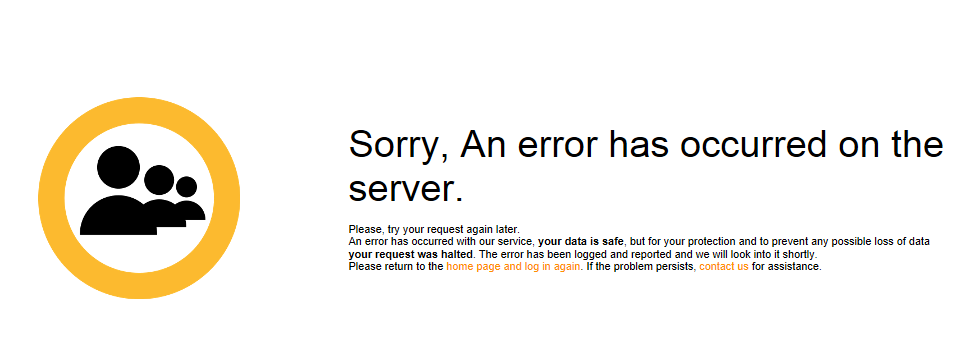 Sorry, An error has occurred on the
server.
Please, try your request again later.
An error has occurred with our service, your data is safe, but for your protection and to prevent any possible loss of data
your request was halted. The error has been logged and reported and we will look into it shortly.
Please return to the home page and log in again. If the problem persists, contact us for assistance.